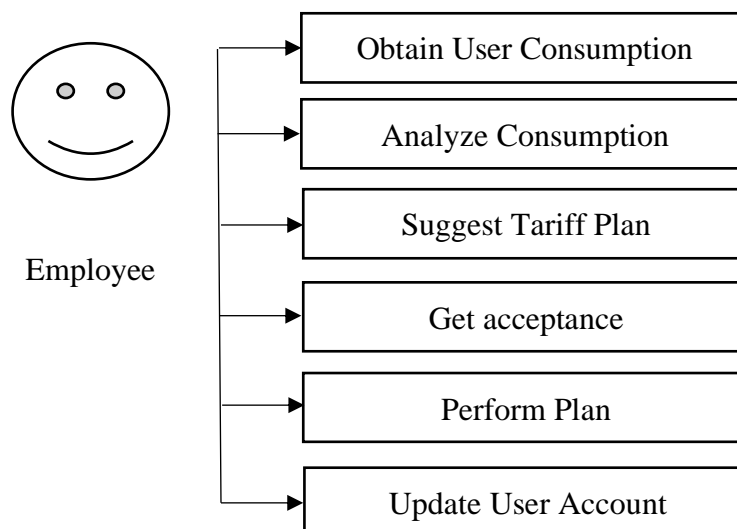 Obtain User Consumption
Analyze Consumption
Suggest Tariff Plan
Employee
Get acceptance
Perform Plan
Update User Account